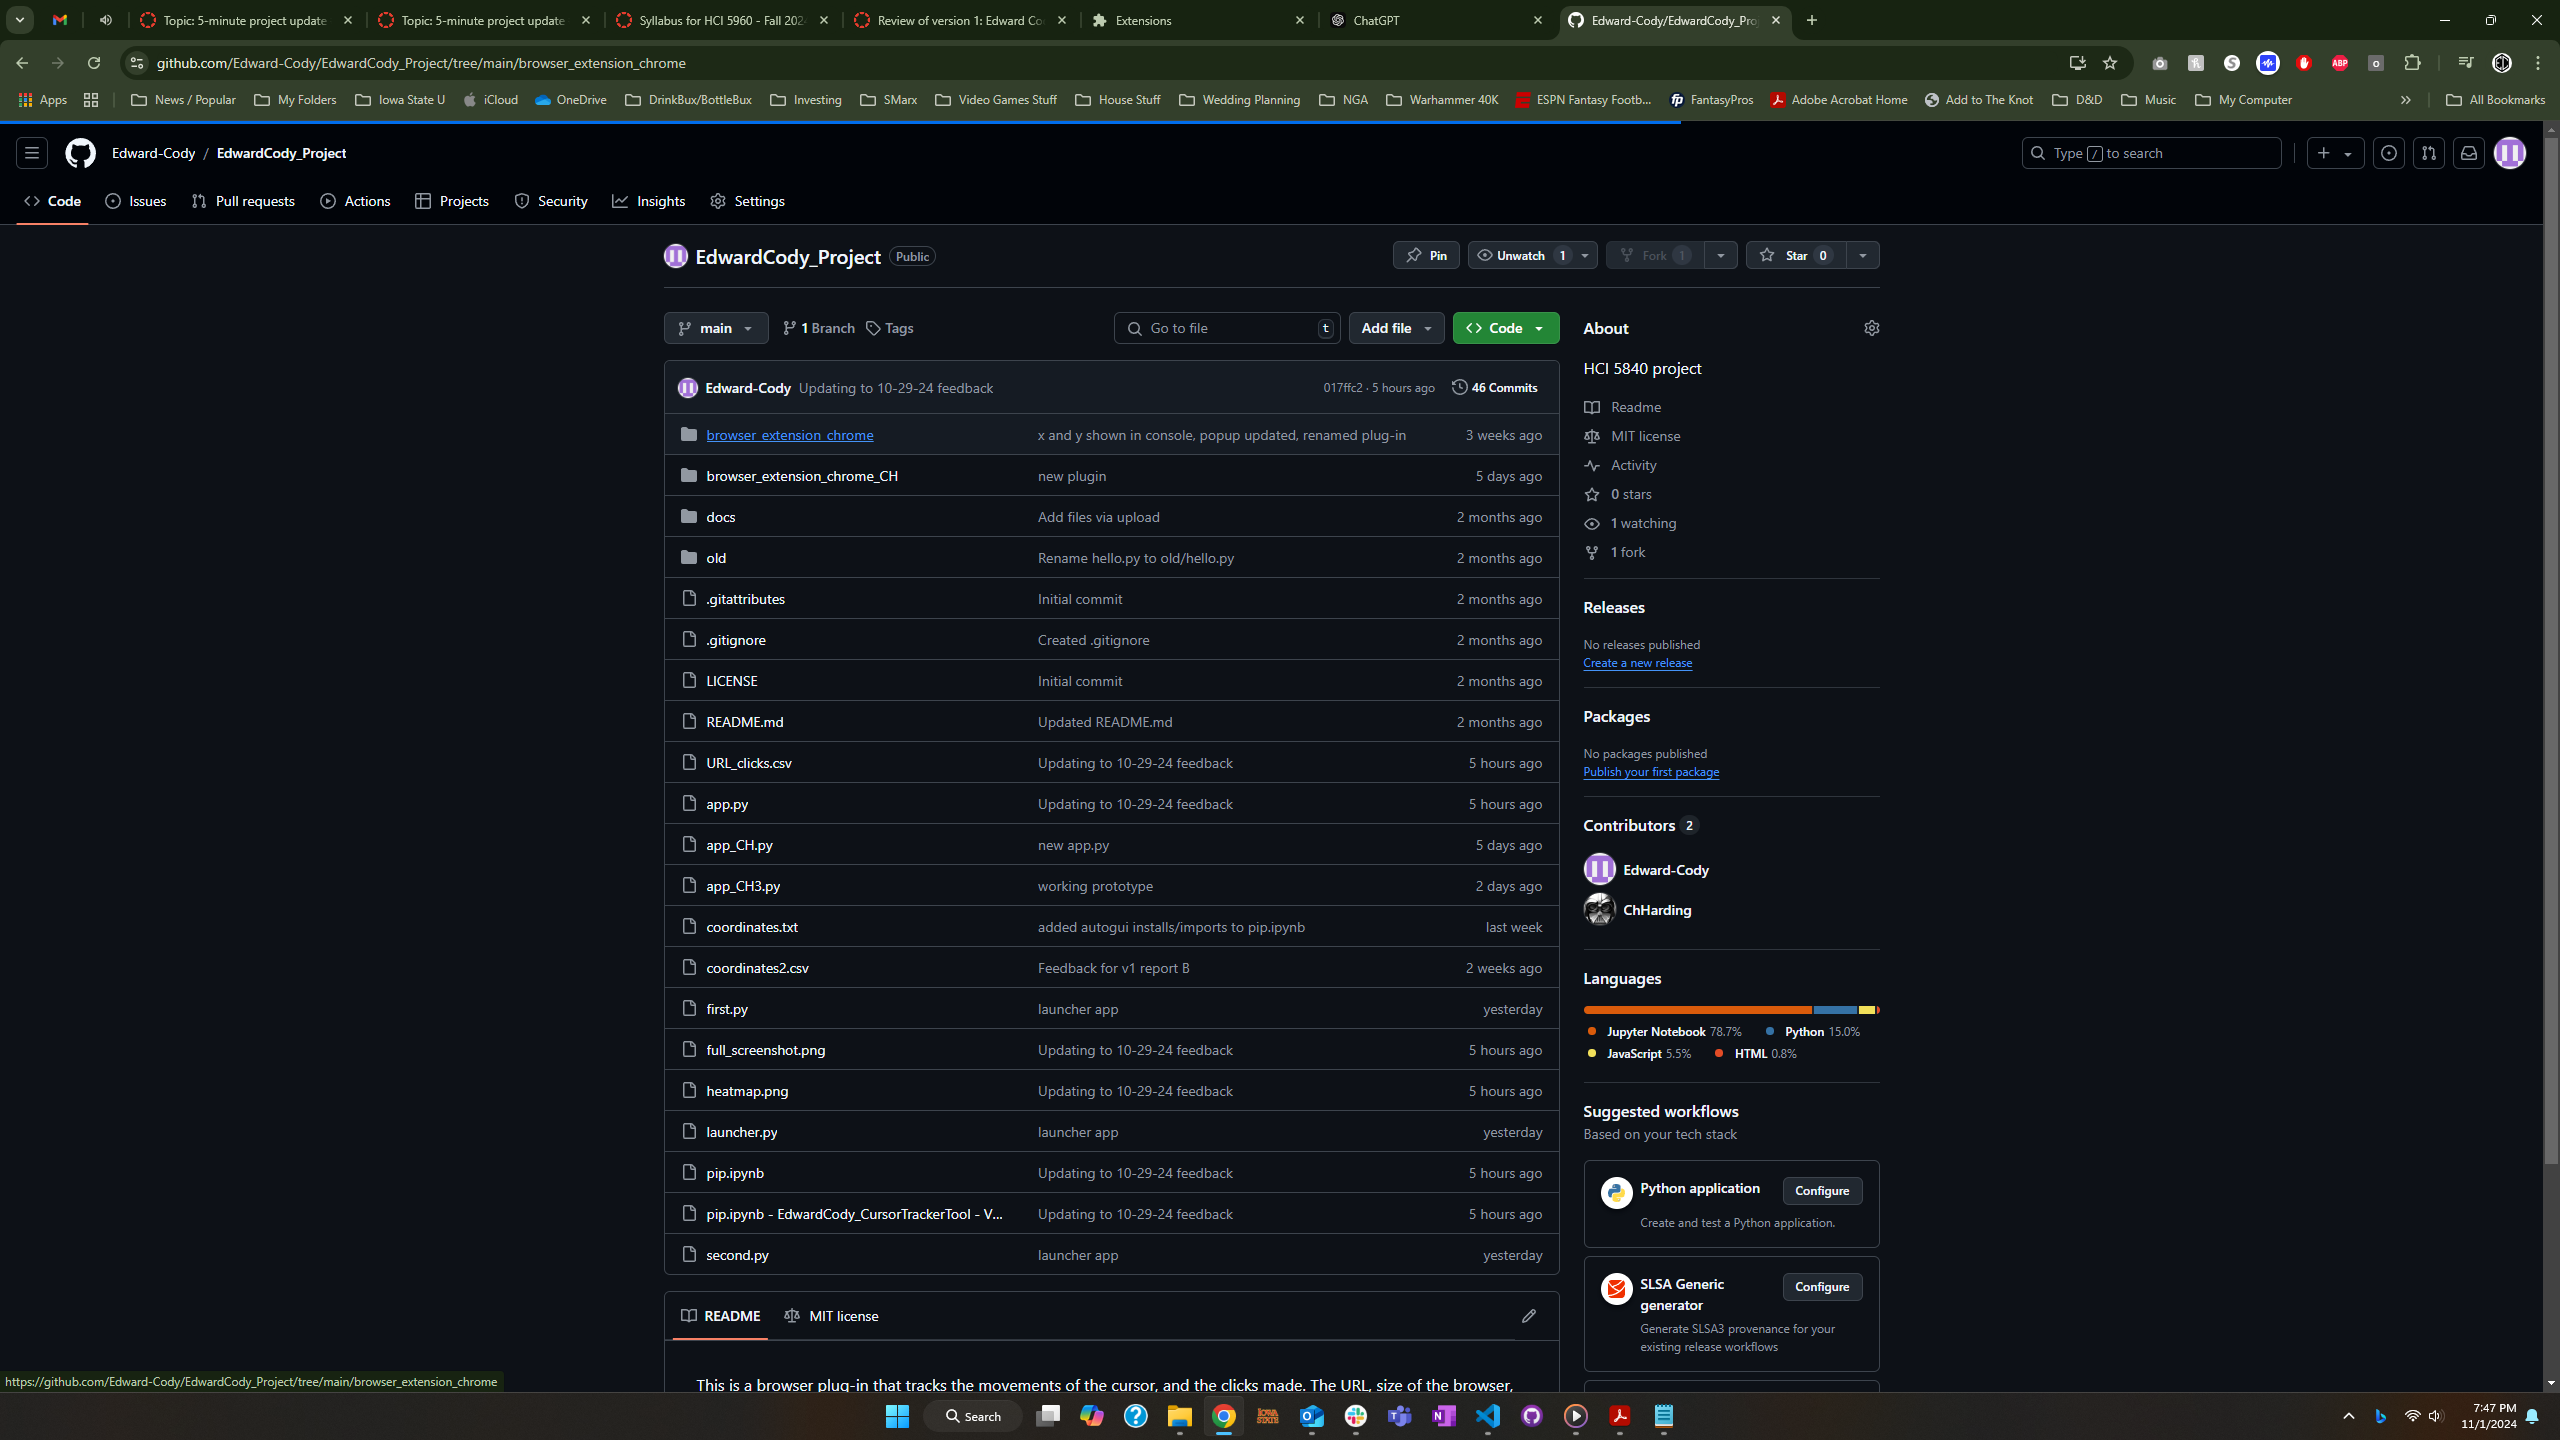 Topic: 5-minute project update
Topic: 5-minute project update
Syllabus for HCI 5960 - Fall 202
Review of version 1: Edward Co
Extensions
ChatGPT
Edward-Cody/EdwardCody_Proj
github.com/Edward-Cody/EdwardCody_Project/tree/main/browser_extension_chrome
Apps News / Popular My Folders Iowa State U iCloud OneDrive DrinkBux/BottleBux Investing SMarx Video Games Stuff House Stuff Wedding Planning NGA Warhammer 40K ESPN Fantasy Footb... FantasyPros Adobe Acrobat Home Add to The Knot D&D Music My Computer » All Bookmarks
Edward-Cody / EdwardCody_Project
Type / to search
Code Issues Pull requests Actions Projects Security Insights Settings
EdwardCody_Project Public
Pin Unwatch 1 Fork 1 Star 0
main 1 Branch Tags Go to file t Add file Code
Edward-Cody Updating to 10-29-24 feedback 017ffc2 · 5 hours ago 46 Commits
browser_extension_chrome x and y shown in console, popup updated, renamed plug-in 3 weeks ago
browser_extension_chrome_CH new plugin 5 days ago
docs Add files via upload 2 months ago
old Rename hello.py to old/hello.py 2 months ago
.gitattributes Initial commit 2 months ago
.gitignore Created .gitignore 2 months ago
LICENSE Initial commit 2 months ago
README.md Updated README.md 2 months ago
URL_clicks.csv Updating to 10-29-24 feedback 5 hours ago
app.py Updating to 10-29-24 feedback 5 hours ago
app_CH.py new app.py 5 days ago
app_CH3.py working prototype 2 days ago
coordinates.txt added autogui installs/imports to pip.ipynb last week
coordinates2.csv Feedback for v1 report B 2 weeks ago
first.py launcher app yesterday
full_screenshot.png Updating to 10-29-24 feedback 5 hours ago
heatmap.png Updating to 10-29-24 feedback 5 hours ago
launcher.py launcher app yesterday
pip.ipynb Updating to 10-29-24 feedback 5 hours ago
pip.ipynb - EdwardCody_CursorTrackerTool - V... Updating to 10-29-24 feedback 5 hours ago
second.py launcher app yesterday
README MIT license
This is a browser plug-in that tracks the movements of the cursor, and the clicks made. The URL, size of the browser,
About
HCI 5840 project
Readme
MIT license
Activity
0 stars
1 watching
1 fork
Releases
No releases published
Create a new release
Packages
No packages published
Publish your first package
Contributors 2
Edward-Cody
ChHarding
Languages
Jupyter Notebook 78.7% Python 15.0%
JavaScript 5.5% HTML 0.8%
Suggested workflows
Based on your tech stack
Python application Configure
Create and test a Python application.
SLSA Generic
generator
Configure
Generate SLSA3 provenance for your
existing release workflows
https://github.com/Edward-Cody/EdwardCody_Project/tree/main/browser_extension_chrome
Search
IOWA
STATE
7:47 PM
11/1/2024